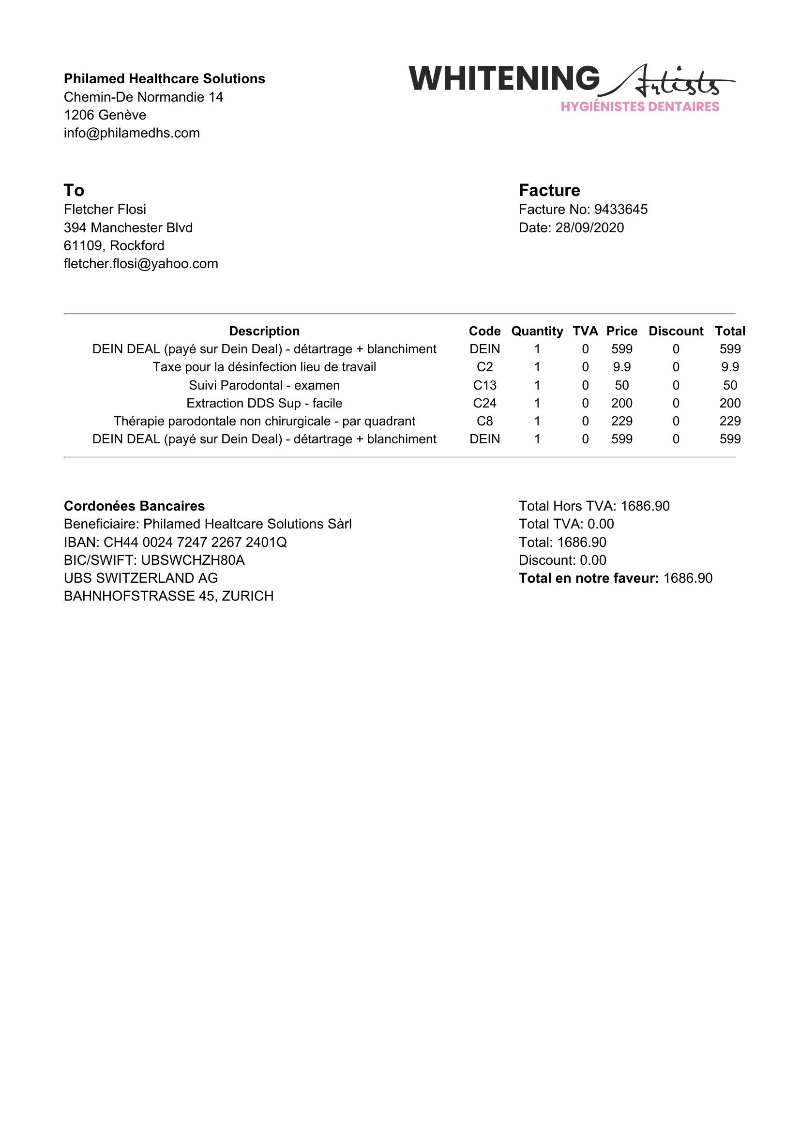 Philamed Healthcare Solutions
Chemin-De Normandie 14
1206 Genève
info@philamedhs.com
WHITENING Artists
HYGIÉNISTES DENTAIRES
To
Fletcher Flosi
394 Manchester Blvd
61109, Rockford
fletcher.flosi@yahoo.com
Facture
Facture No: 9433645
Date: 28/09/2020
Description Code Quantity TVA Price Discount Total
DEIN DEAL (payé sur Dein Deal) - détartrage + blanchiment DEIN 1 0 599 0 599
Taxe pour la désinfection lieu de travail C2 1 0 9.9 0 9.9
Suivi Parodontal - examen C13 1 0 50 0 50
Extraction DDS Sup - facile C24 1 0 200 0 200
Thérapie parodontale non chirurgicale - par quadrant C8 1 0 229 0 229
DEIN DEAL (payé sur Dein Deal) - détartrage + blanchiment DEIN 1 0 599 0 599
Cordonées Bancaires
Beneficiaire: Philamed Healtcare Solutions Sàrl
IBAN: CH44 0024 7247 2267 2401Q
BIC/SWIFT: UBSWCHZH80A
UBS SWITZERLAND AG
BAHNHOFSTRASSE 45, ZURICH
Total Hors TVA: 1686.90
Total TVA: 0.00
Total: 1686.90
Discount: 0.00
Total en notre faveur: 1686.90